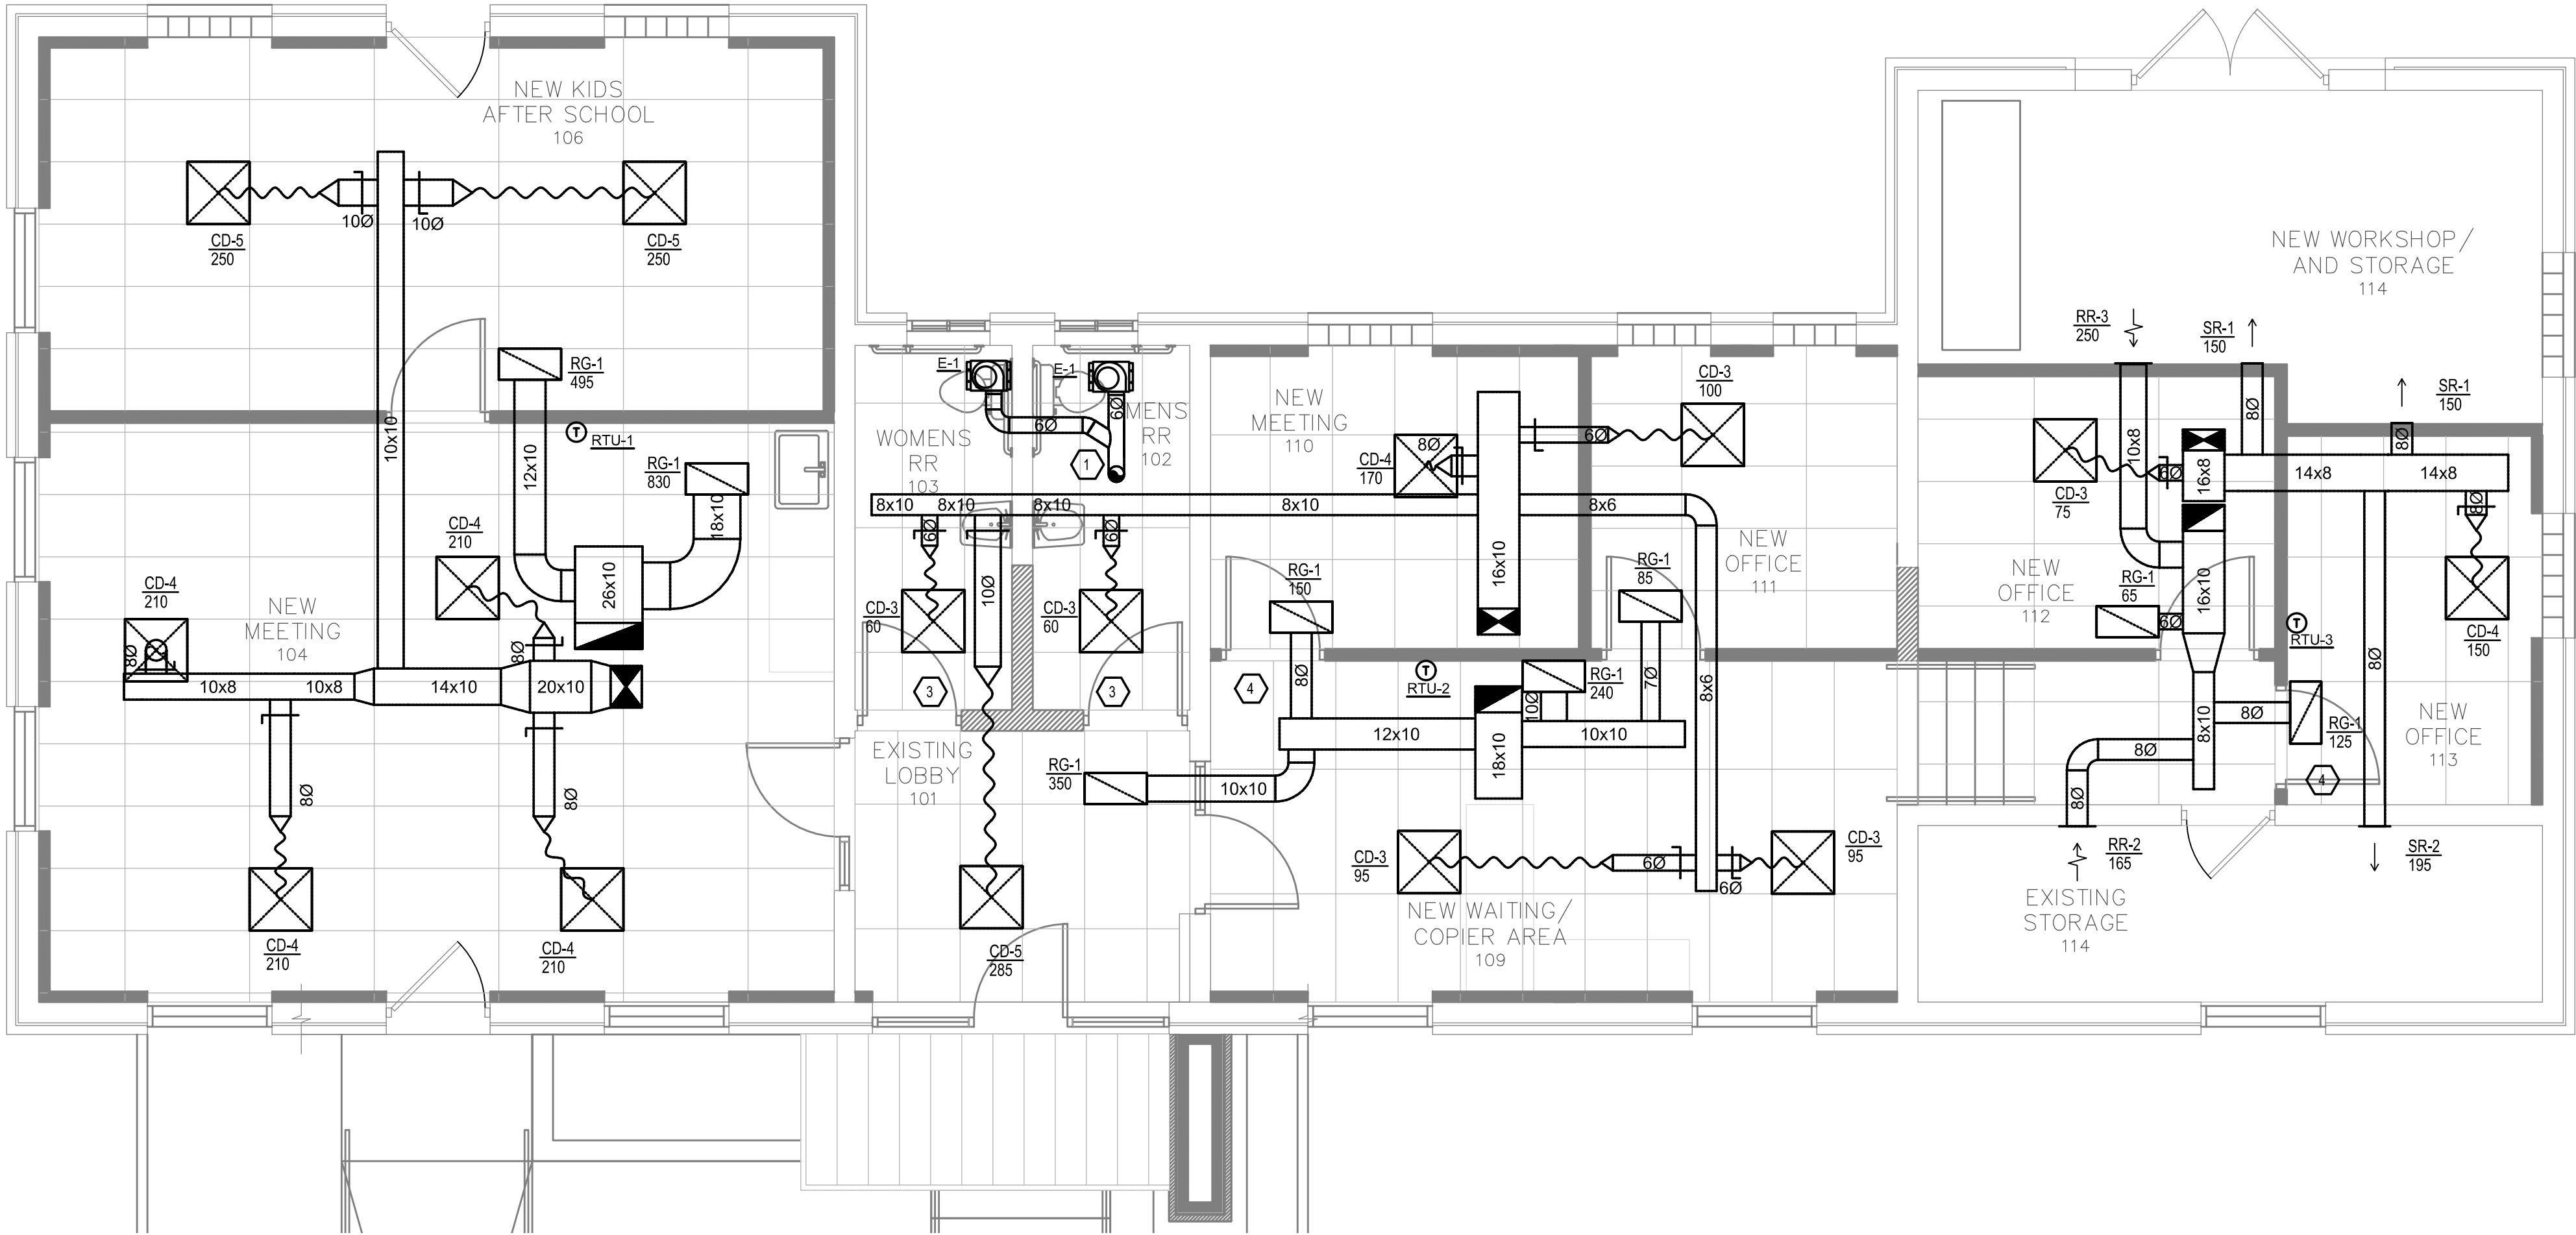 NEW KIDS
AFTER SCHOOL
106
10Ø
10Ø
CD-5
250
CD-5
250
10x10
RG-1
495
12x10
T
RTU-1
RG-1
830
18x10
26x10
CD-4
210
CD-4
210
NEW
MEETING
104
8Ø
8Ø
10x8
10x8
14x10
20x10
8Ø
8Ø
CD-4
210
CD-4
210
E-1
E-1
6Ø
6Ø
1
WOMENS
RR
103
MENS
RR
102
8x10
8x10
8x10
8x10
8x6
6Ø
10Ø
6Ø
CD-3
60
CD-3
60
3
3
EXISTING
LOBBY
101
CD-5
285
NEW
MEETING
110
CD-4
170
8Ø
6Ø
CD-3
100
16x10
NEW
OFFICE
111
RG-1
150
RG-1
85
8Ø
7Ø
4
T
RTU-2
RG-1
240
10Ø
8x6
12x10
18x10
10x10
RG-1
350
10x10
CD-3
95
6Ø
6Ø
CD-3
95
NEW WAITING/
COPIER AREA
109
NEW WORKSHOP/
AND STORAGE
114
RR-3
250
SR-1
150
SR-1
150
10x8
8Ø
8Ø
CD-3
75
6Ø
16x8
14x8
14x8
8Ø
CD-4
150
NEW
OFFICE
112
RG-1
65
6Ø
16x10
T
RTU-3
8Ø
8x10
8Ø
8Ø
8Ø
RG-1
125
4
NEW
OFFICE
113
RR-2
165
SR-2
195
EXISTING
STORAGE
114